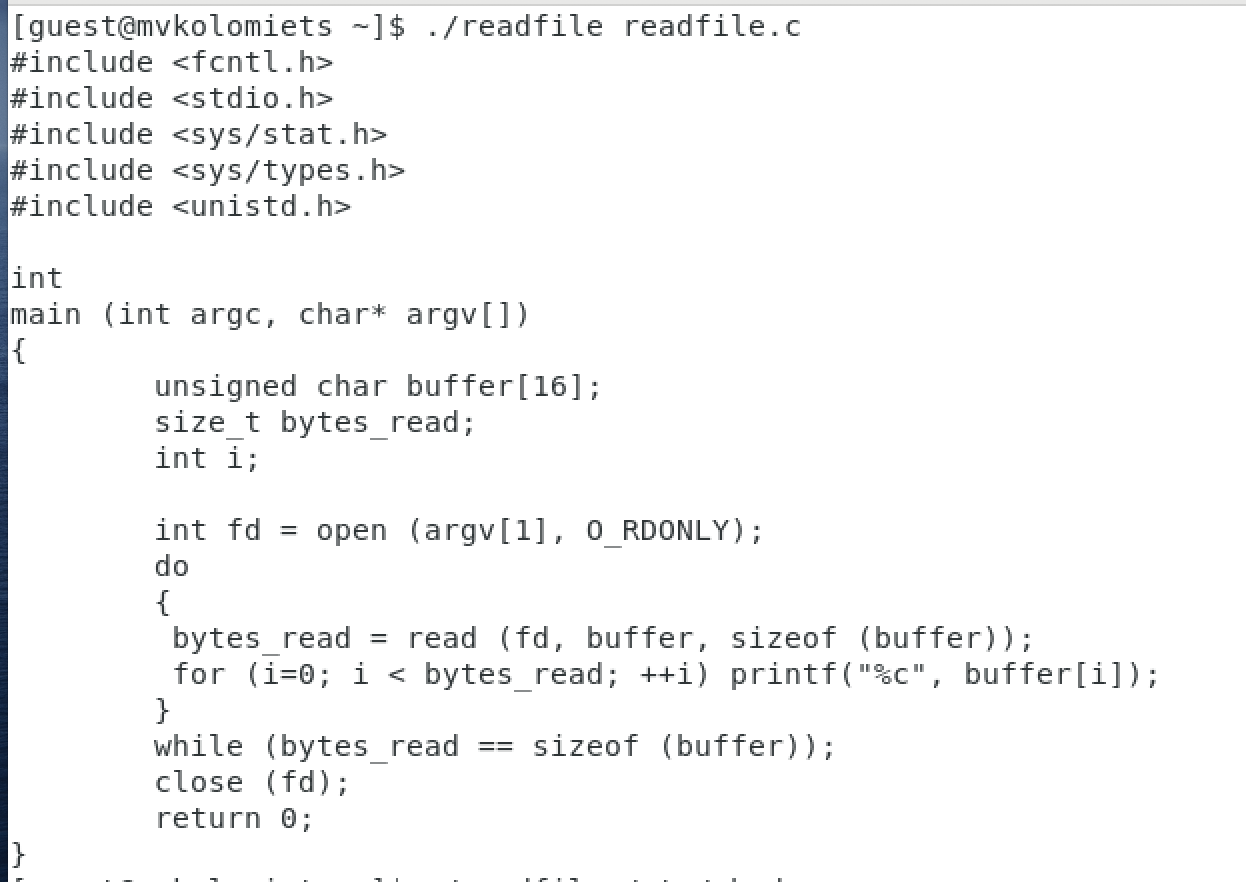 [guest@mvkolomiets ~]$ ./readfile readfile.c
#include <fcntl.h>
#include <stdio.h>
#include <sys/stat.h>
#include <sys/types.h>
#include <unistd.h>

int
main (int argc, char* argv[])
{
        unsigned char buffer[16];
        size_t bytes_read;
        int i;

        int fd = open (argv[1], O_RDONLY);
        do
        {
         bytes_read = read (fd, buffer, sizeof (buffer));
         for (i=0; i < bytes_read; ++i) printf("%c", buffer[i]);
        }
        while (bytes_read == sizeof (buffer));
        close (fd);
        return 0;
}